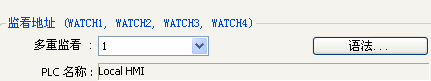 监看地址 (WATCH1, WATCH2, WATCH3, WATCH4)
多重监看 : 1 语法...
PLC 名称 : Local HMI